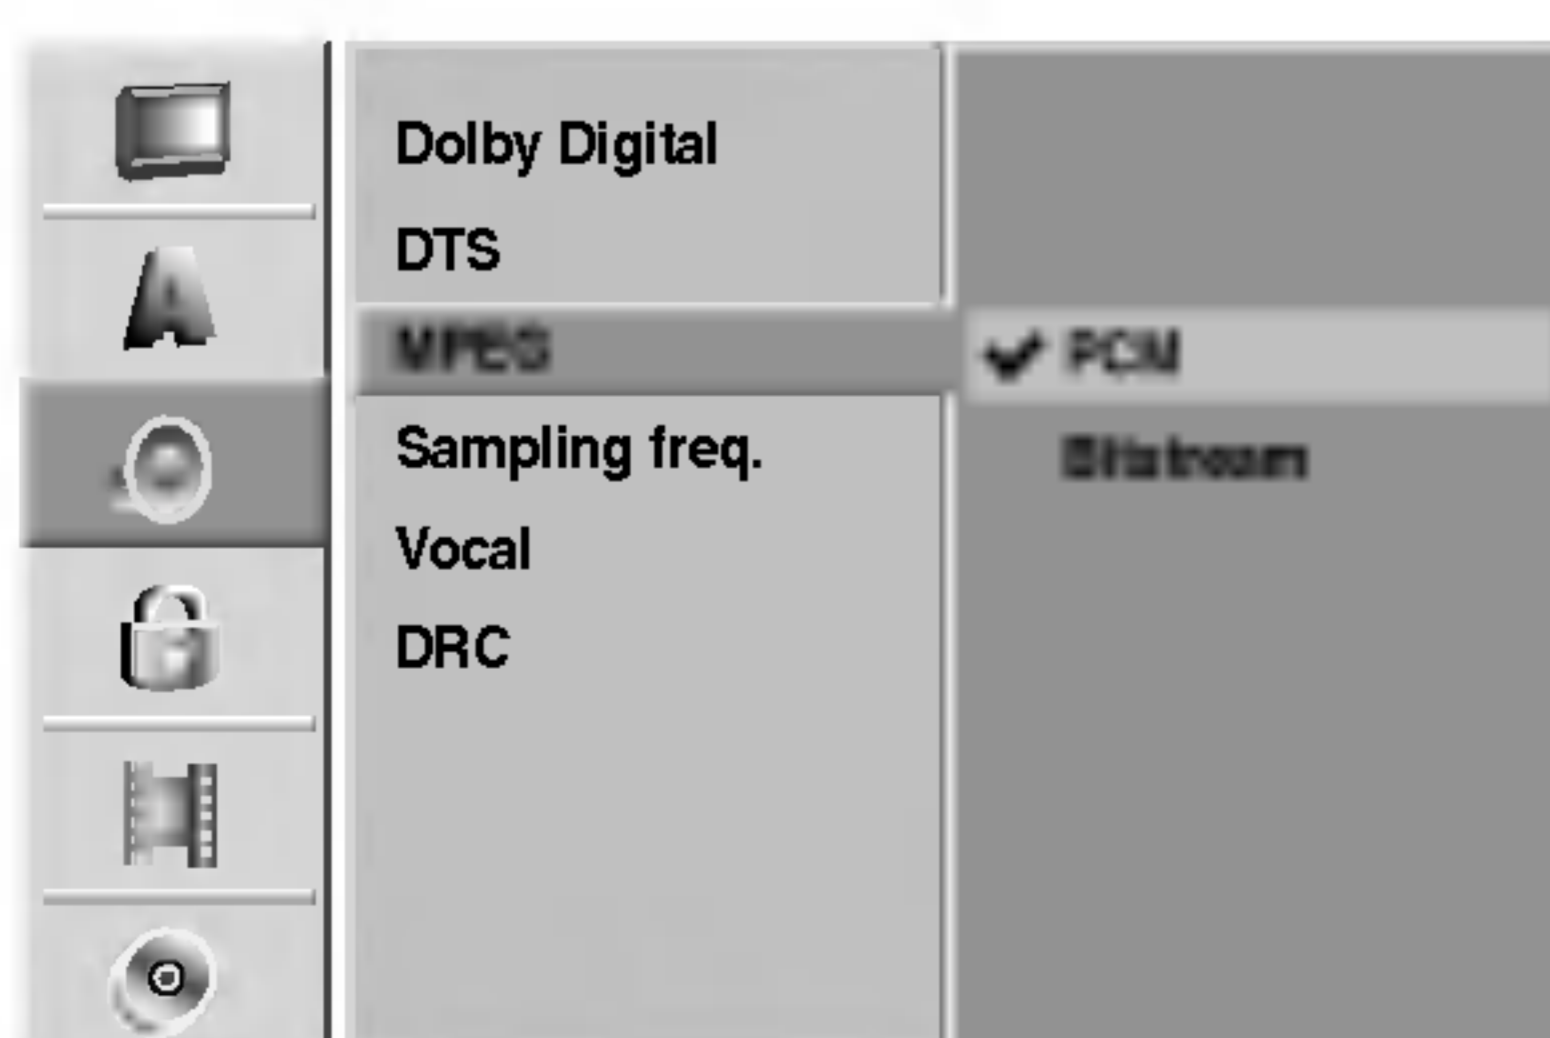 Dolby Digital
DTS
MPEG
PCM
Sampling freq.
Bitstream
Vocal
DRC